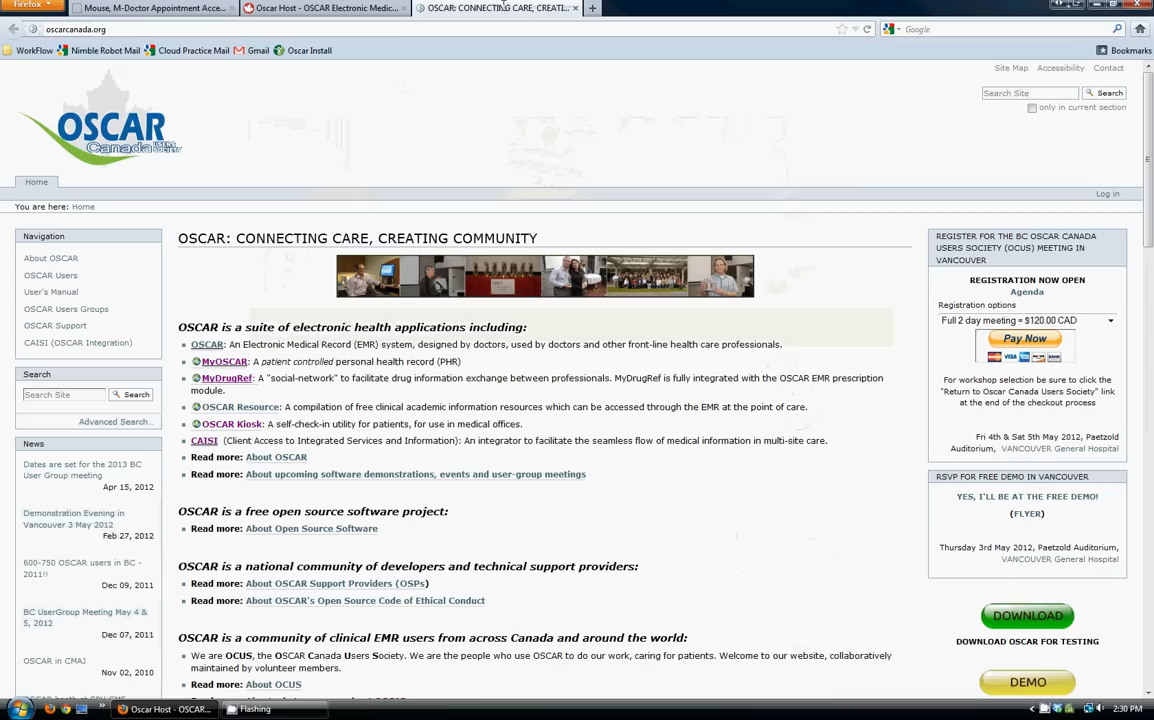 Firefox
Mouse, M-Doctor Appointment Acce...
Oscar Host - OSCAR Electronic Medic...
OSCAR: CONNECTING CARE, CREATI...
oscarcanada.org
Google
WorkFlow
Nimble Robot Mail
Cloud Practice Mail
Gmail
Oscar Install
Bookmarks
Site Map
Accessibility
Contact
Search Site
Search
only in current section
OSCAR
Canada USERS SOCIETY
Home
Log in
You are here: Home
Navigation
About OSCAR
OSCAR Users
User's Manual
OSCAR Users Groups
OSCAR Support
CAISI (OSCAR Integration)
Search
Search Site
Search
Advanced Search...
News
Dates are set for the 2013 BC
User Group meeting
Apr 15, 2012
Demonstration Evening in
Vancouver 3 May 2012
Feb 27, 2012
600-750 OSCAR users in BC -
2011!!
Dec 09, 2011
BC UserGroup Meeting May 4 &
5, 2012
Dec 07, 2011
OSCAR in CMAJ
Nov 02, 2010
OSCAR: CONNECTING CARE, CREATING COMMUNITY
OSCAR is a suite of electronic health applications including:
OSCAR: An Electronic Medical Record (EMR) system, designed by doctors, used by doctors and other front-line health care professionals.
MyOSCAR: A patient controlled personal health record (PHR)
MyDrugRef: A "social-network" to facilitate drug information exchange between professionals. MyDrugRef is fully integrated with the OSCAR EMR prescription
module.
OSCAR Resource: A compilation of free clinical academic information resources which can be accessed through the EMR at the point of care.
OSCAR Kiosk: A self-check-in utility for patients, for use in medical offices.
CAISI (Client Access to Integrated Services and Information): An integrator to facilitate the seamless flow of medical information in multi-site care.
Read more: About OSCAR
Read more: About upcoming software demonstrations, events and user-group meetings
OSCAR is a free open source software project:
Read more: About Open Source Software
OSCAR is a national community of developers and technical support providers:
Read more: About OSCAR Support Providers (OSPs)
Read more: About OSCAR's Open Source Code of Ethical Conduct
OSCAR is a community of clinical EMR users from across Canada and around the world:
We are OCUS, the OSCAR Canada Users Society. We are the people who use OSCAR to do our work, caring for patients. Welcome to our website, collaboratively
maintained by volunteer members.
Read more: About OCUS
REGISTER FOR THE BC OSCAR CANADA
USERS SOCIETY (OCUS) MEETING IN
VANCOUVER
REGISTRATION NOW OPEN
Agenda
Registration options
Full 2 day meeting = $120.00 CAD
Pay Now
For workshop selection be sure to click the
"Return to Oscar Canada Users Society" link
at the end of the checkout process
Fri 4th & Sat 5th May 2012, Paetzold
Auditorium, VANCOUVER General Hospital
RSVP FOR FREE DEMO IN VANCOUVER
YES, I'LL BE AT THE FREE DEMO!
(FLYER)
Thursday 3rd May 2012, Paetzold Auditorium,
VANCOUVER General Hospital
DOWNLOAD
DOWNLOAD OSCAR FOR TESTING
DEMO
Oscar Host - OSCAR...
Flashing
2:30 PM